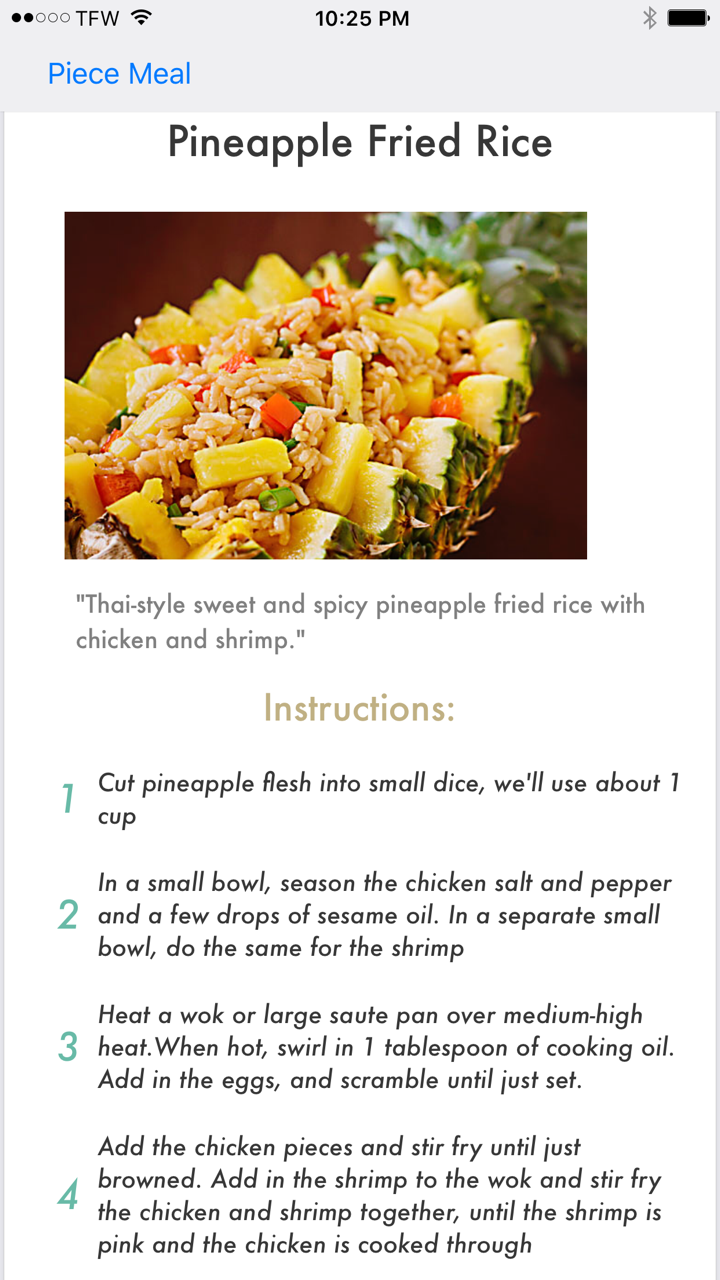 TFW 10:25 PM
Piece Meal
Pineapple Fried Rice
"Thai-style sweet and spicy pineapple fried rice with
chicken and shrimp."
Instructions:
1 Cut pineapple flesh into small dice, we'll use about 1
cup
2 In a small bowl, season the chicken salt and pepper
and a few drops of sesame oil. In a separate small
bowl, do the same for the shrimp
3 Heat a wok or large saute pan over medium-high
heat.When hot, swirl in 1 tablespoon of cooking oil.
Add in the eggs, and scramble until just set.
4 Add the chicken pieces and stir fry until just
browned. Add in the shrimp to the wok and stir fry
the chicken and shrimp together, until the shrimp is
pink and the chicken is cooked through